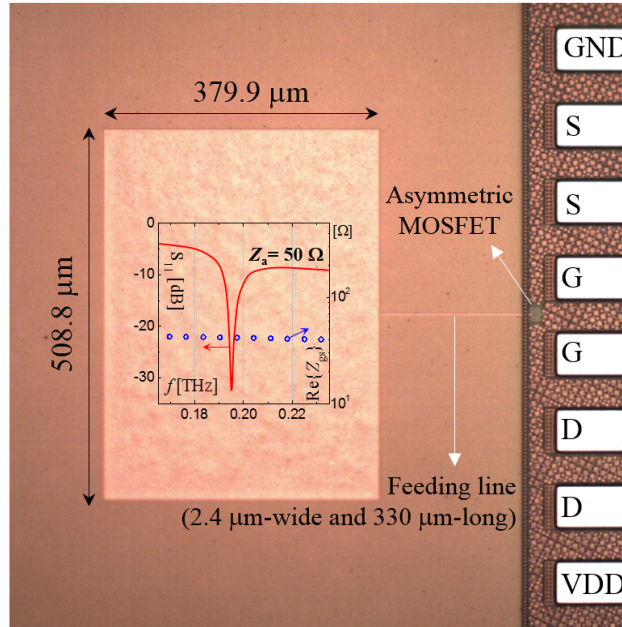 379.9 μm
508.8 μm
GND
S
S
G
G
D
D
VDD
Asymmetric
MOSFET
0
-10
-20
-30
S₁₁ [dB]
[Ω]
Zₐ= 50 Ω
10²
10¹
Re{Z_gs}
f [THz]
0.18
0.20
0.22
Feeding line
(2.4 μm-wide and 330 μm-long)